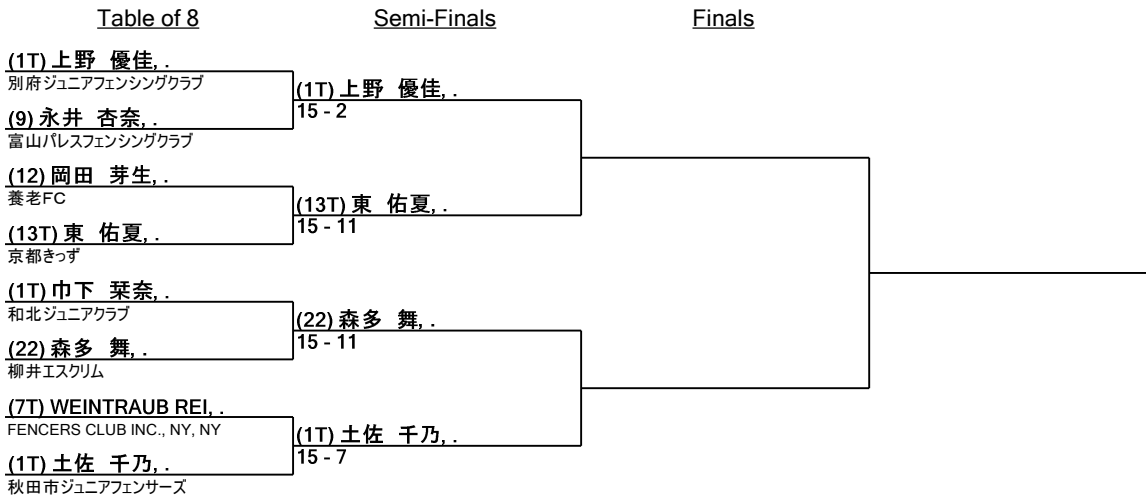 Table of 8
Semi-Finals
Finals
(1T) 上野 優佳, .
別府ジュニアフェンシングクラブ
(9) 永井 杏奈, .
富山パレスフェンシングクラブ
(12) 岡田 芽生, .
養老FC
(13T) 東 佑夏, .
京都きっず
(1T) 巾下 栞奈, .
和北ジュニアクラブ
(22) 森多 舞, .
柳井エスクリム
(7T) WEINTRAUB REI, .
FENCERS CLUB INC., NY, NY
(1T) 土佐 千乃, .
秋田市ジュニアフェンサーズ
(1T) 上野 優佳, .
15 - 2
(13T) 東 佑夏, .
15 - 11
(22) 森多 舞, .
15 - 11
(1T) 土佐 千乃, .
15 - 7